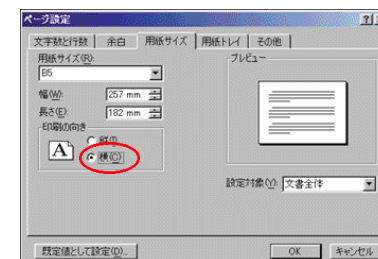 ページ設定
文字数と行数 余白 用紙サイズ 用紙トレイ その他
用紙サイズ(R): プレビュー
B5
幅(W): 257 mm
長さ(E): 182 mm
印刷の向き
A 縦(T)
横(C)
設定対象(Y): 文書全体
既定値として設定(D)... OK キャンセル